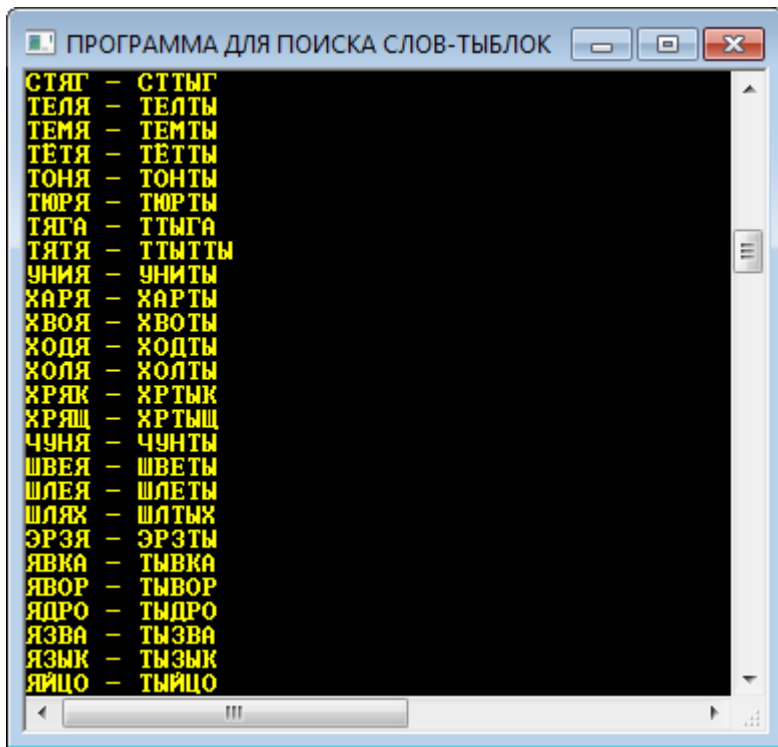 ПРОГРАММА ДЛЯ ПОИСКА СЛОВ-ТЫБЛОК
СТЯГ – СТТЫГ
ТЕЛЯ – ТЕЛТЫ
ТЕМЯ – ТЕМТЫ
ТЁТЯ – ТЁТТЫ
ТОНЯ – ТОНТЫ
ТЮРЯ – ТЮРТЫ
ТЯГА – ТТЫГА
ТЯТЯ – ТТЫТТЫ
УНИЯ – УНИТЫ
ХАРЯ – ХАРТЫ
ХВОЯ – ХВОТЫ
ХОДЯ – ХОДТЫ
ХОЛЯ – ХОЛТЫ
ХРЯК – ХРТЫК
ХРЯЩ – ХРТЫЩ
ЧУНЯ – ЧУНТЫ
ШВЕЯ – ШВЕТЫ
ШЛЕЯ – ШЛЕТЫ
ШЛЯХ – ШЛТЫХ
ЭРЗЯ – ЭРЗТЫ
ЯВКА – ТЫВКА
ЯВОР – ТЫВОР
ЯДРО – ТЫДРО
ЯЗВА – ТЫЗВА
ЯЗЫК – ТЫЗЫК
ЯЙЦО – ТЫЙЦО